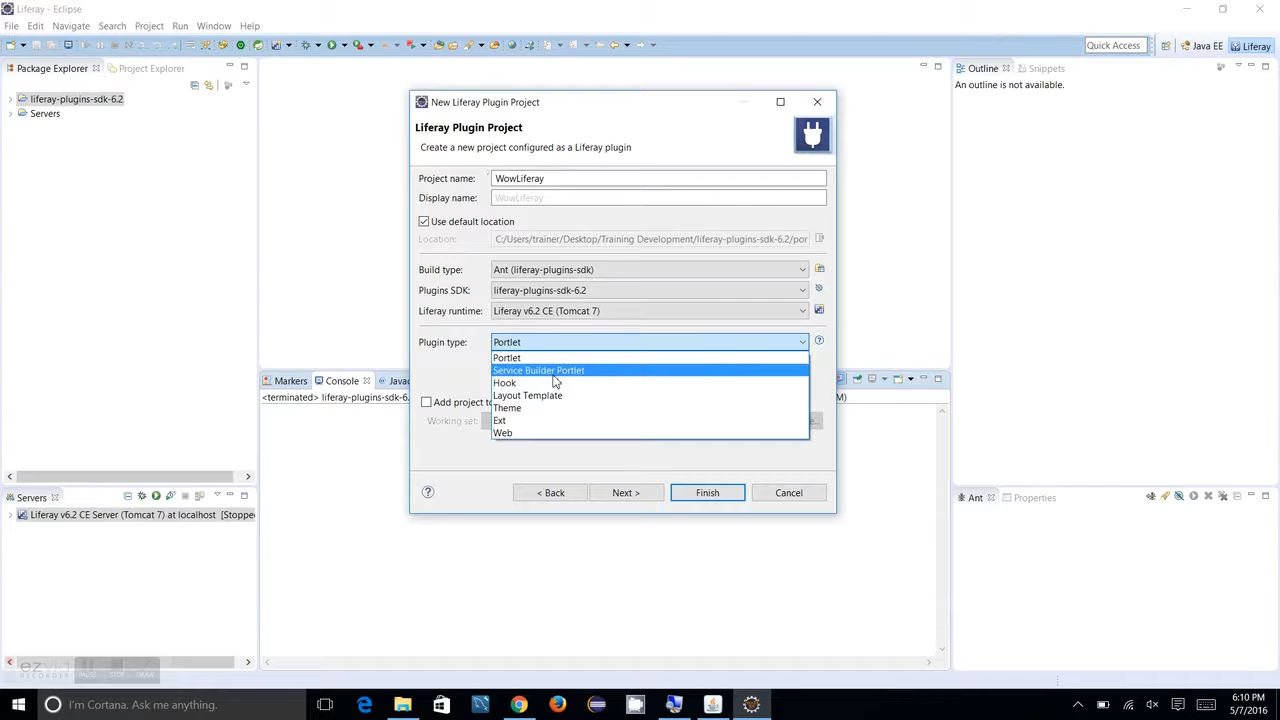 Liferay - Eclipse
File Edit Navigate Search Project Run Window Help
Quick Access
Java EE
Liferay
Package Explorer
Project Explorer
liferay-plugins-sdk-6.2
Servers
New Liferay Plugin Project
Liferay Plugin Project
Create a new project configured as a Liferay plugin
Project name: WowLiferay
Display name: WowLiferay
Use default location
Location: C:/Users/trainer/Desktop/Training Development/liferay-plugins-sdk-6.2/por
Build type: Ant (liferay-plugins-sdk)
Plugins SDK: liferay-plugins-sdk-6.2
Liferay runtime: Liferay v6.2 CE (Tomcat 7)
Plugin type: Portlet
Portlet
Service Builder Portlet
Hook
Layout Template
Theme
Ext
Web
Add project to
Working set:
< Back Next > Finish Cancel
Outline
Snippets
An outline is not available.
Markers Console Java
<terminated> liferay-plugins-sdk-6. M)
Servers
Liferay v6.2 CE Server (Tomcat 7) at localhost [Stopped
Ant Properties
ezvid
RECORDER
PAUSE STOP DRAW
I'm Cortana. Ask me anything.
6:10 PM
5/7/2016